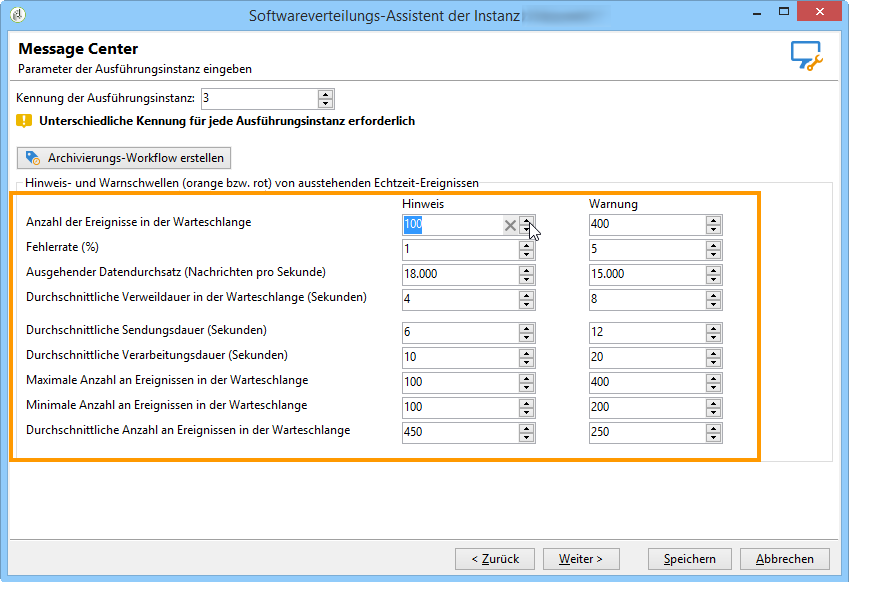 Softwareverteilungs-Assistent der Instanz
Message Center
Parameter der Ausführungsinstanz eingeben
Kennung der Ausführungsinstanz: 3
Unterschiedliche Kennung für jede Ausführungsinstanz erforderlich
Archivierungs-Workflow erstellen
Hinweis- und Warnschwellen (orange bzw. rot) von ausstehenden Echtzeit-Ereignissen
Hinweis Warnung
Anzahl der Ereignisse in der Warteschlange 100 400
Fehlerrate (%) 1 5
Ausgehender Datendurchsatz (Nachrichten pro Sekunde) 18.000 15.000
Durchschnittliche Verweildauer in der Warteschlange (Sekunden) 4 8
Durchschnittliche Sendungsdauer (Sekunden) 6 12
Durchschnittliche Verarbeitungsdauer (Sekunden) 10 20
Maximale Anzahl an Ereignissen in der Warteschlange 100 400
Minimale Anzahl an Ereignissen in der Warteschlange 100 200
Durchschnittliche Anzahl an Ereignissen in der Warteschlange 450 250
< Zurück Weiter > Speichern Abbrechen